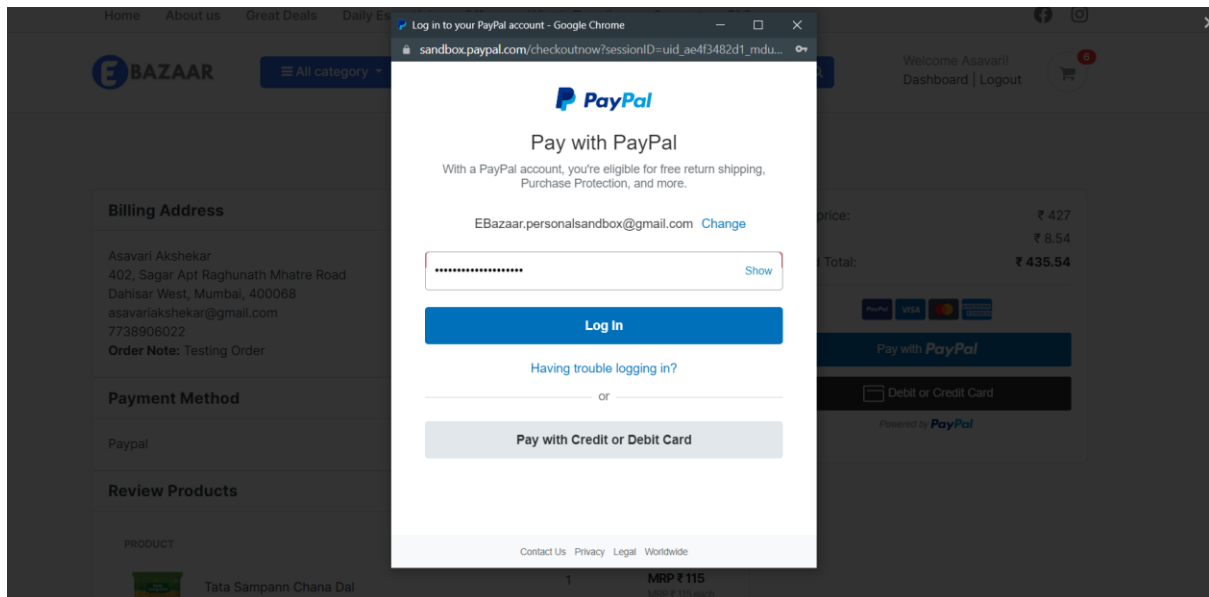 Home About us Great Deals Daily Es
Log in to your PayPal account - Google Chrome
sandbox.paypal.com/checkoutnow?sessionID=uid_ae4f3482d1_mdu...
EBAZAAR
All category
Welcome Asavari!
Dashboard | Logout
6
PayPal
Pay with PayPal
With a PayPal account, you're eligible for free return shipping,
Purchase Protection, and more.
EBazaar.personalsandbox@gmail.com Change
•••••••••••••••••••• Show
Log In
Having trouble logging in?
or
Pay with Credit or Debit Card
Contact Us Privacy Legal Worldwide
Billing Address
Asavari Akshekar
402, Sagar Apt Raghunath Mhatre Road
Dahisar West, Mumbai, 400068
asavariakshekar@gmail.com
7738906022
Order Note: Testing Order
Payment Method
Paypal
Review Products
PRODUCT
Tata Sampann Chana Dal 1 MRP ₹ 115
MRP ₹ 115 each
price: ₹ 427
₹ 8.54
Total: ₹ 435.54
PayPal VISA
Pay with PayPal
Debit or Credit Card
Powered by PayPal